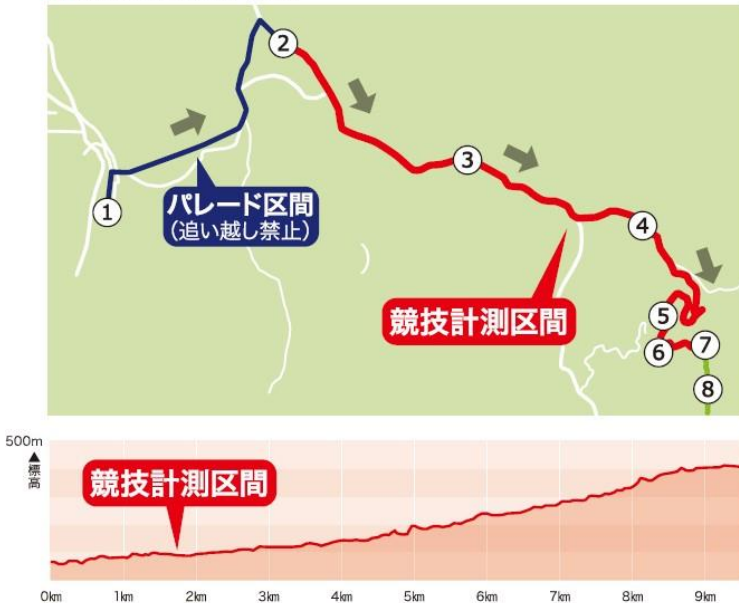 ①
②
③
④
⑤
⑥
⑦
⑧
パレード区間
(追い越し禁止)
競技計測区間
500m
▲標高
競技計測区間
0km 1km 2km 3km 4km 5km 6km 7km 8km 9km